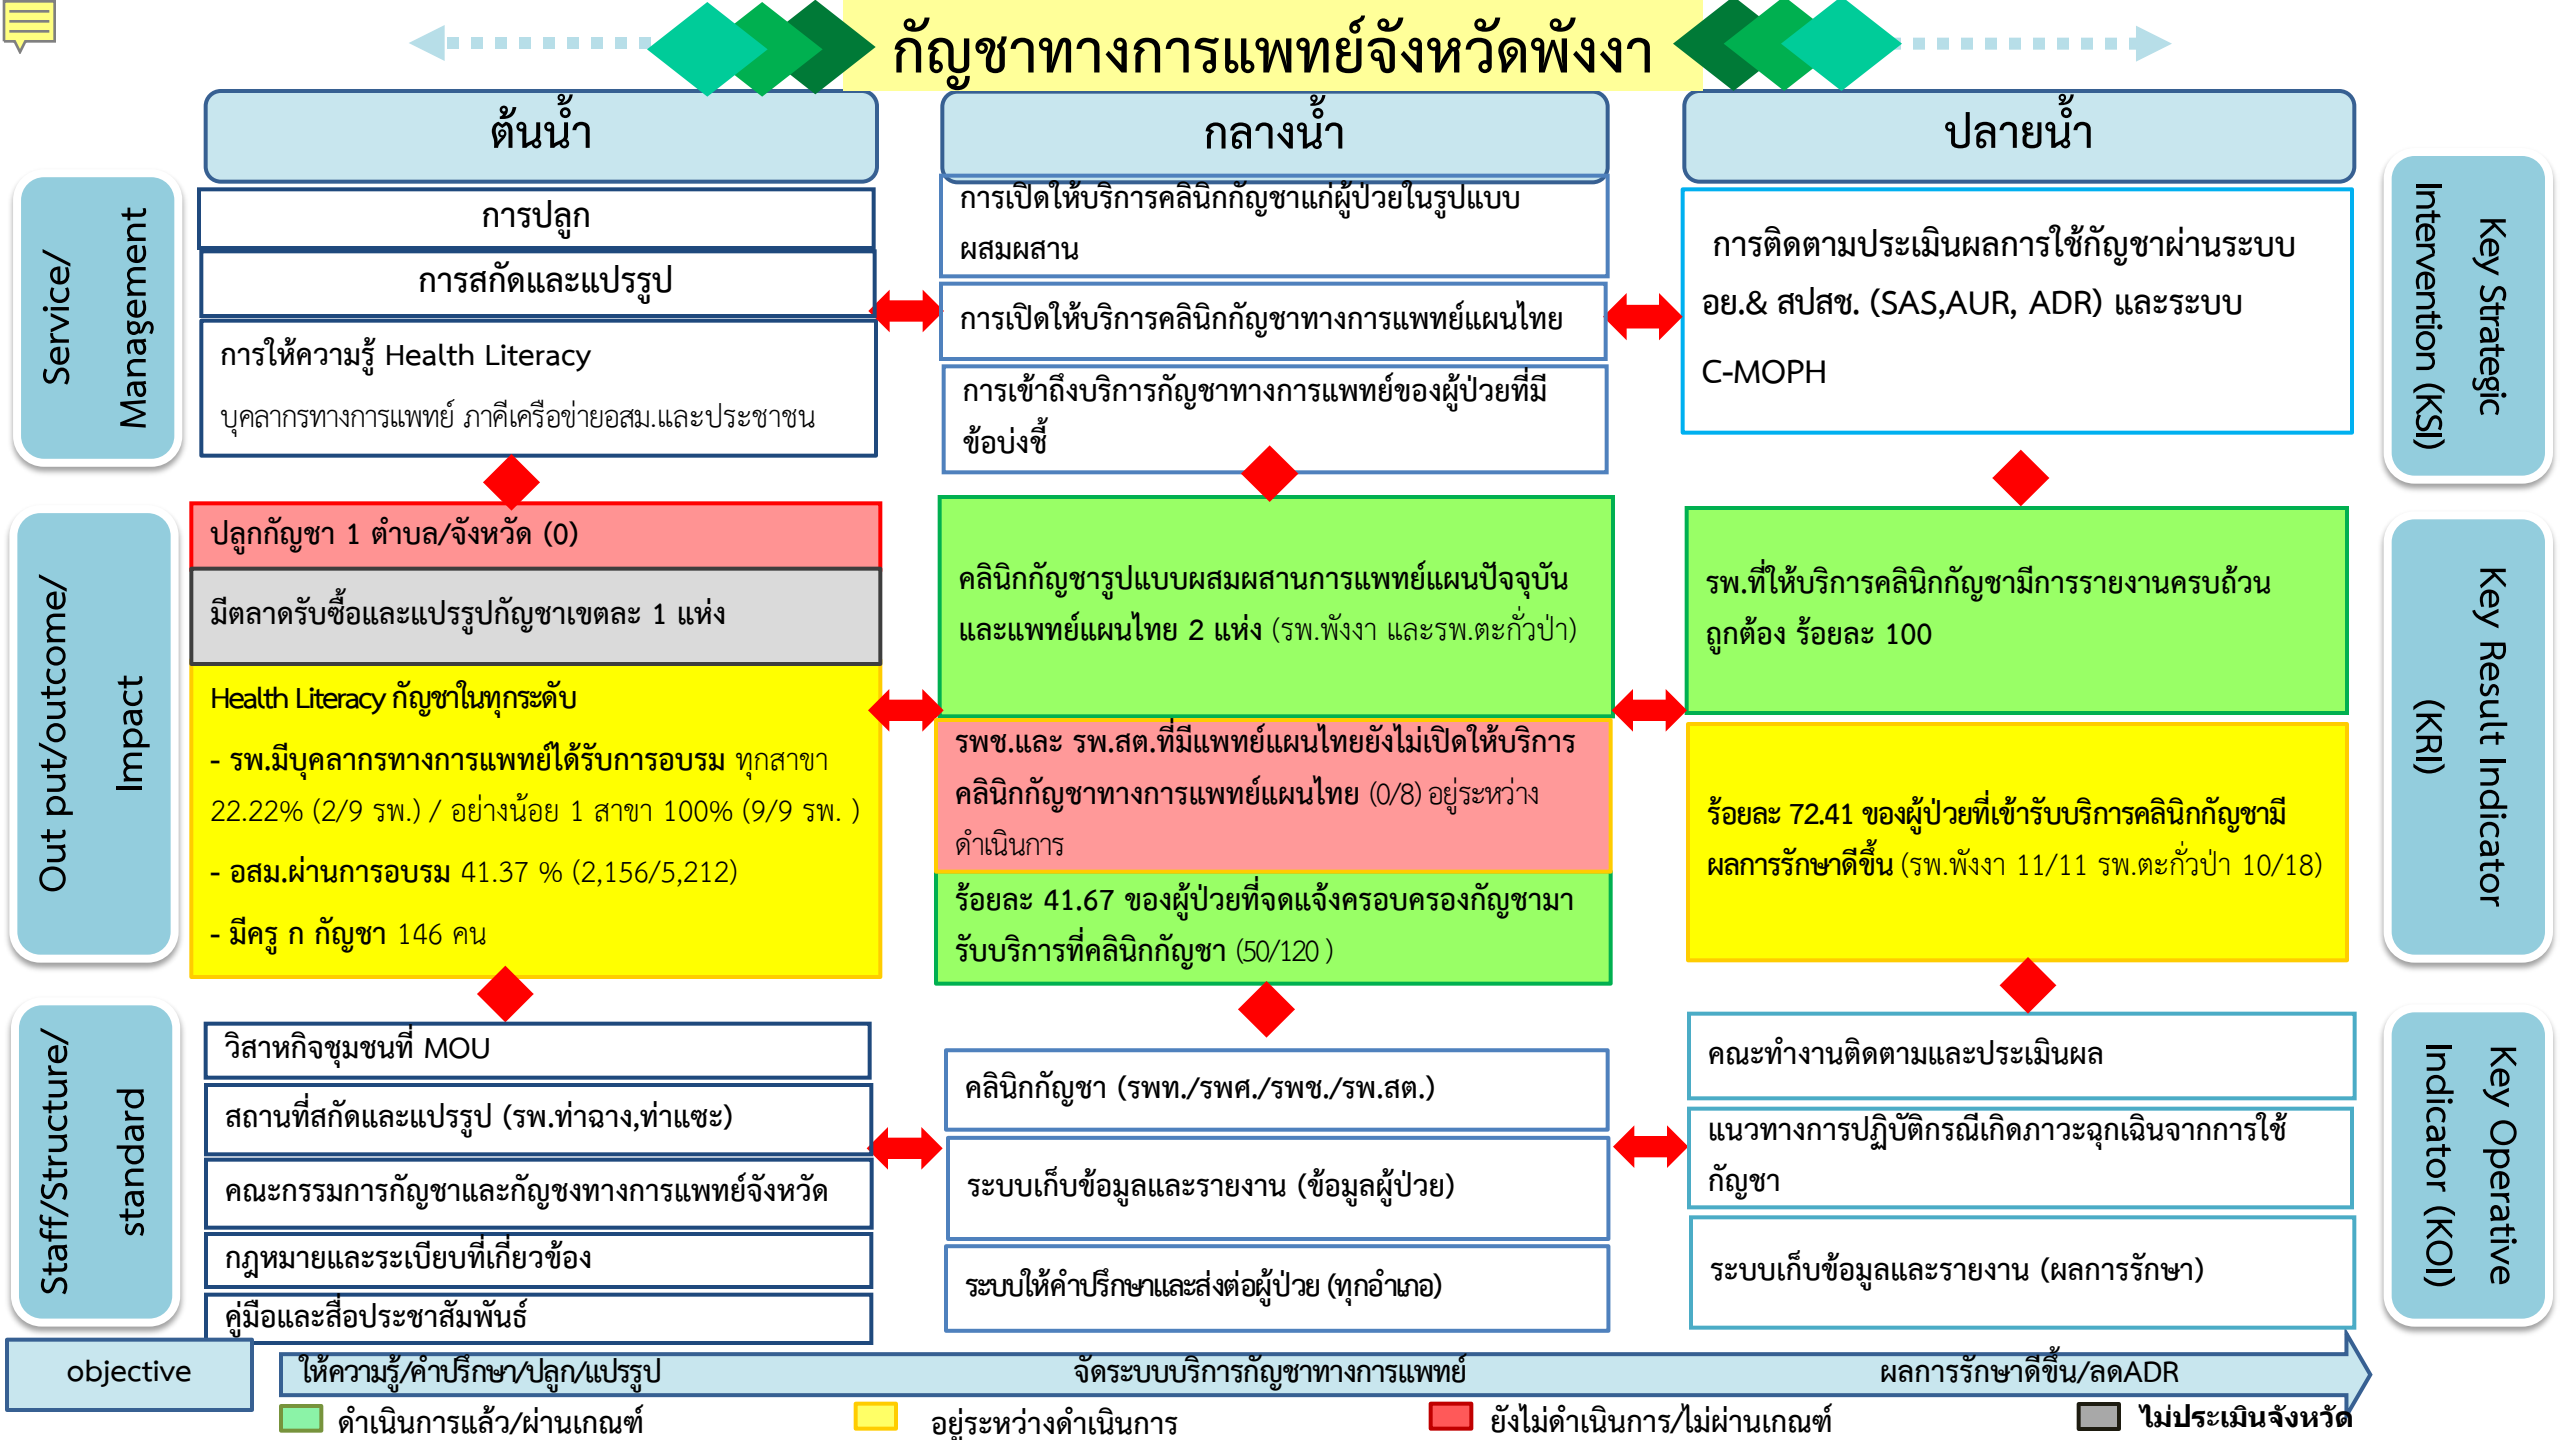 กัญชาทางการแพทย์จังหวัดพังงา
ต้นน้ำ
กลางน้ำ
ปลายน้ำ
Service/
Management
การปลูก
การสกัดและแปรรูป
การให้ความรู้ Health Literacy
บุคลากรทางการแพทย์ ภาคีเครือข่ายอสม.และประชาชน
การเปิดให้บริการคลินิกกัญชาแก่ผู้ป่วยในรูปแบบ
ผสมผสาน
การเปิดให้บริการคลินิกกัญชาทางการแพทย์แผนไทย
การเข้าถึงบริการกัญชาทางการแพทย์ของผู้ป่วยที่มี
ข้อบ่งชี้
การติดตามประเมินผลการใช้กัญชาผ่านระบบ
อย.& สปสช. (SAS,AUR, ADR) และระบบ
C-MOPH
Key Strategic
Intervention (KSI)
Out put/outcome/
Impact
ปลูกกัญชา 1 ตำบล/จังหวัด (0)
มีตลาดรับซื้อและแปรรูปกัญชาเขตละ 1 แห่ง
Health Literacy กัญชาในทุกระดับ
- รพ.มีบุคลากรทางการแพทย์ได้รับการอบรม ทุกสาขา
22.22% (2/9 รพ.) / อย่างน้อย 1 สาขา 100% (9/9 รพ. )
- อสม.ผ่านการอบรม 41.37 % (2,156/5,212)
- มีครู ก กัญชา 146 คน
คลินิกกัญชารูปแบบผสมผสานการแพทย์แผนปัจจุบัน
และแพทย์แผนไทย 2 แห่ง (รพ.พังงา และรพ.ตะกั่วป่า)
รพช.และ รพ.สต.ที่มีแพทย์แผนไทยยังไม่เปิดให้บริการ
คลินิกกัญชาทางการแพทย์แผนไทย (0/8) อยู่ระหว่าง
ดำเนินการ
ร้อยละ 41.67 ของผู้ป่วยที่จดแจ้งครอบครองกัญชามา
รับบริการที่คลินิกกัญชา (50/120 )
รพ.ที่ให้บริการคลินิกกัญชามีการรายงานครบถ้วน
ถูกต้อง ร้อยละ 100
ร้อยละ 72.41 ของผู้ป่วยที่เข้ารับบริการคลินิกกัญชามี
ผลการรักษาดีขึ้น (รพ.พังงา 11/11 รพ.ตะกั่วป่า 10/18)
Key Result Indicator
(KRI)
Staff/Structure/
standard
วิสาหกิจชุมชนที่ MOU
สถานที่สกัดและแปรรูป (รพ.ท่าฉาง,ท่าแซะ)
คณะกรรมการกัญชาและกัญชงทางการแพทย์จังหวัด
กฎหมายและระเบียบที่เกี่ยวข้อง
คู่มือและสื่อประชาสัมพันธ์
คลินิกกัญชา (รพท./รพศ./รพช./รพ.สต.)
ระบบเก็บข้อมูลและรายงาน (ข้อมูลผู้ป่วย)
ระบบให้คำปรึกษาและส่งต่อผู้ป่วย (ทุกอำเภอ)
คณะทำงานติดตามและประเมินผล
แนวทางการปฏิบัติกรณีเกิดภาวะฉุกเฉินจากการใช้
กัญชา
ระบบเก็บข้อมูลและรายงาน (ผลการรักษา)
Key Operative
Indicator (KOI)
objective
ให้ความรู้/คำปรึกษา/ปลูก/แปรรูป
จัดระบบบริการกัญชาทางการแพทย์
ผลการรักษาดีขึ้น/ลดADR
ดำเนินการแล้ว/ผ่านเกณฑ์
อยู่ระหว่างดำเนินการ
ยังไม่ดำเนินการ/ไม่ผ่านเกณฑ์
ไม่ประเมินจังหวัด